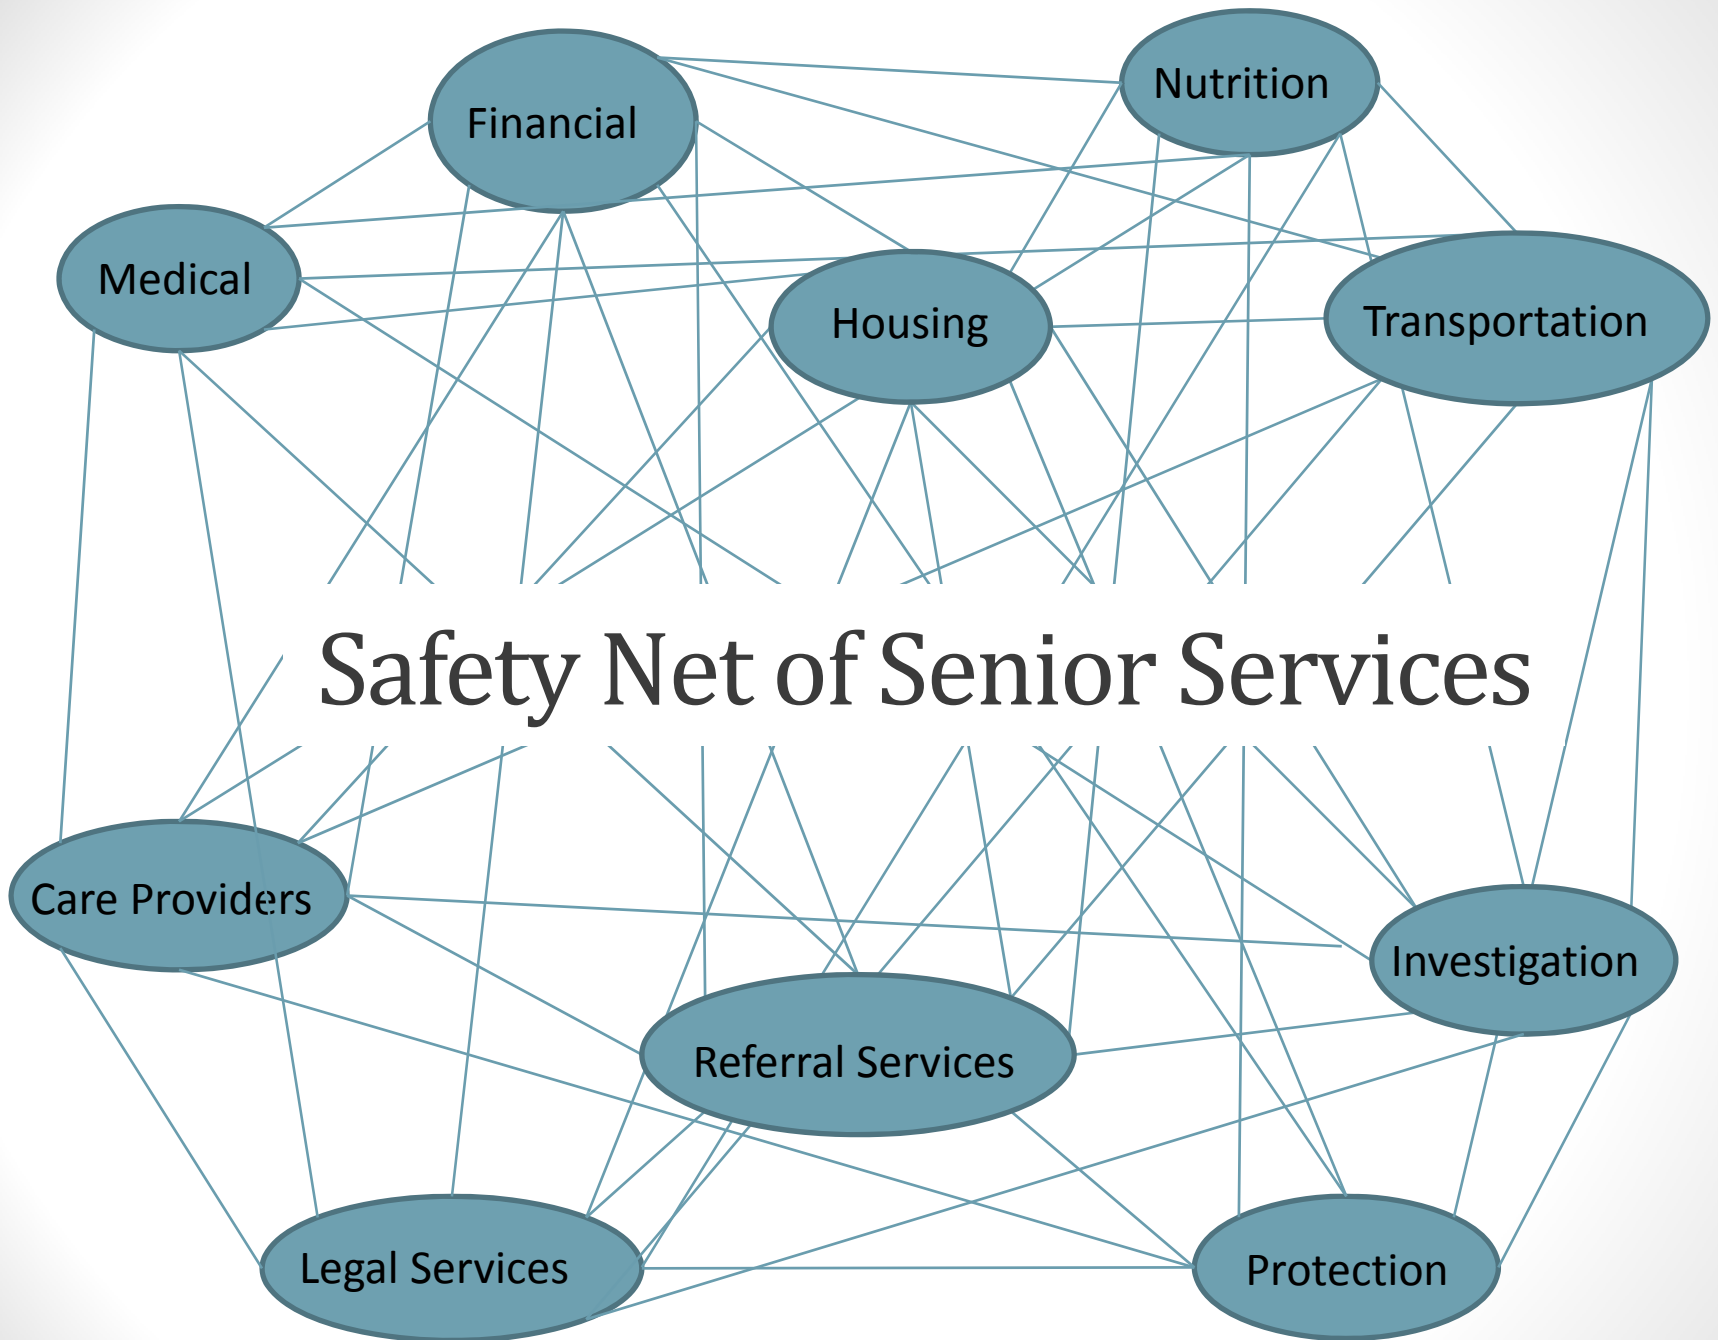 Nutrition
Financial
Medical
Housing
Transportation
Safety Net of Senior Services
Care Providers
Investigation
Referral Services
Legal Services
Protection